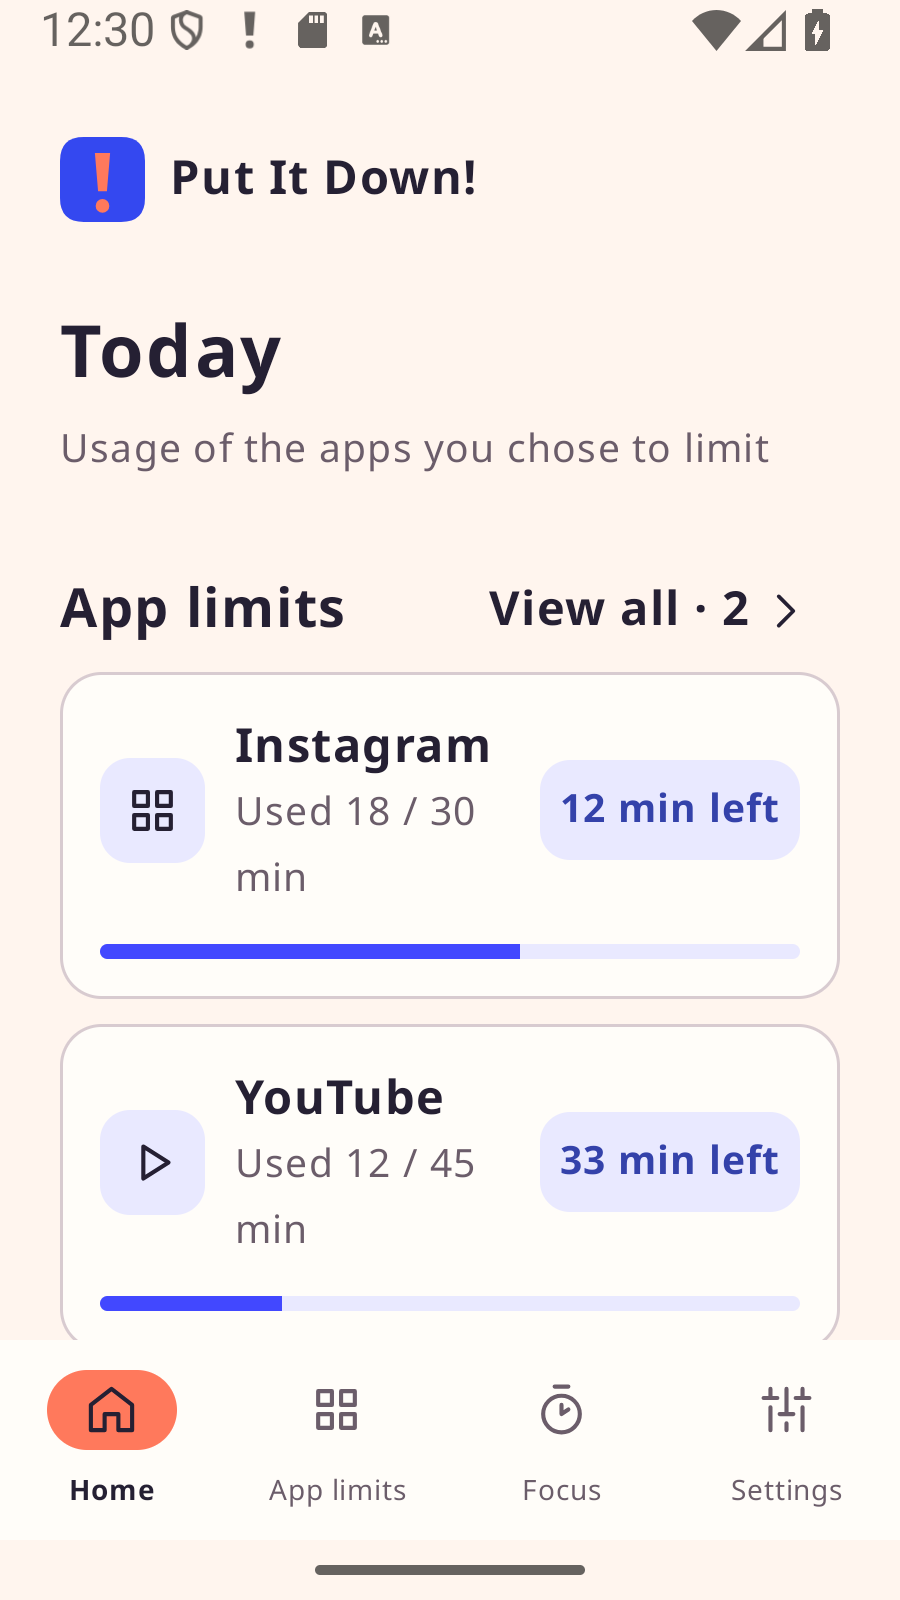 12:30
Put It Down!
Today
Usage of the apps you chose to limit
App limits
View all · 2
Instagram
Used 18 / 30
min
12 min left
YouTube
Used 12 / 45
min
33 min left
Home
App limits
Focus
Settings